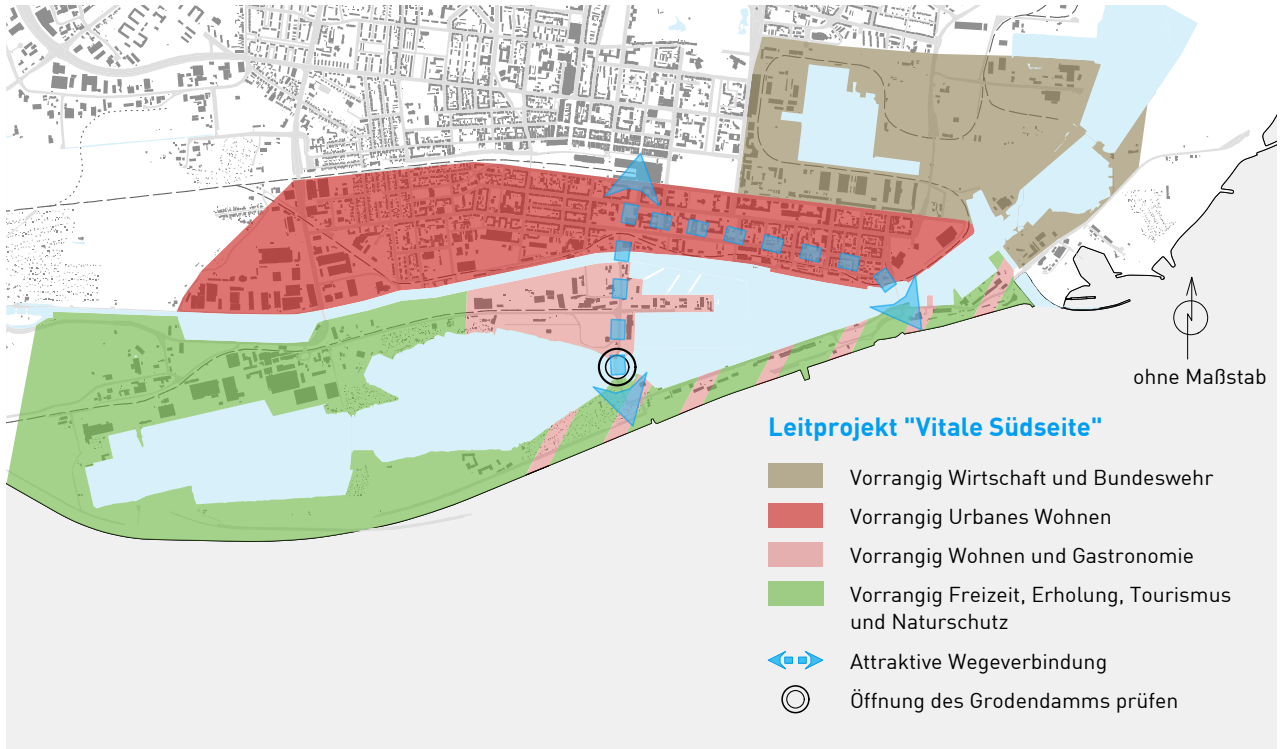 ohne Maßstab
Leitprojekt "Vitale Südseite"
Vorrangig Wirtschaft und Bundeswehr
Vorrangig Urbanes Wohnen
Vorrangig Wohnen und Gastronomie
Vorrangig Freizeit, Erholung, Tourismus
und Naturschutz
Attraktive Wegeverbindung
Öffnung des Grodendamms prüfen